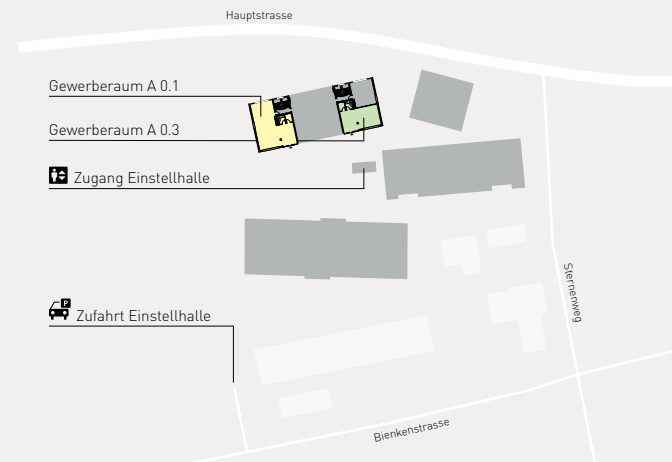 Hauptstrasse
Gewerberaum A 0.1
Gewerberaum A 0.3
Zugang Einstellhalle
Sternenweg
P
Zufahrt Einstellhalle
Bienkenstrasse